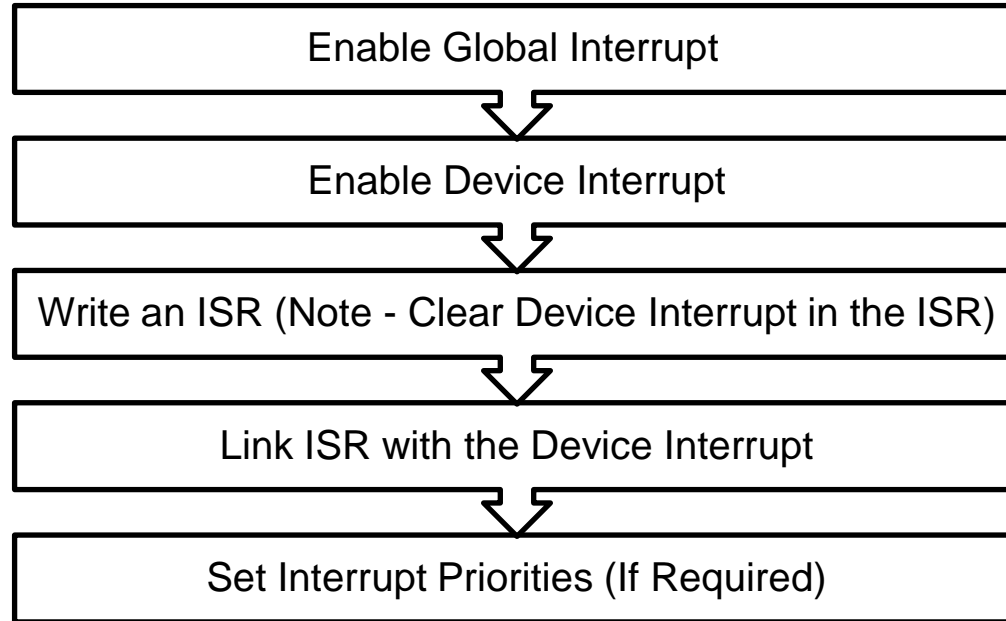 Enable Global Interrupt
Enable Device Interrupt
Write an ISR (Note - Clear Device Interrupt in the ISR)
Link ISR with the Device Interrupt
Set Interrupt Priorities (If Required)